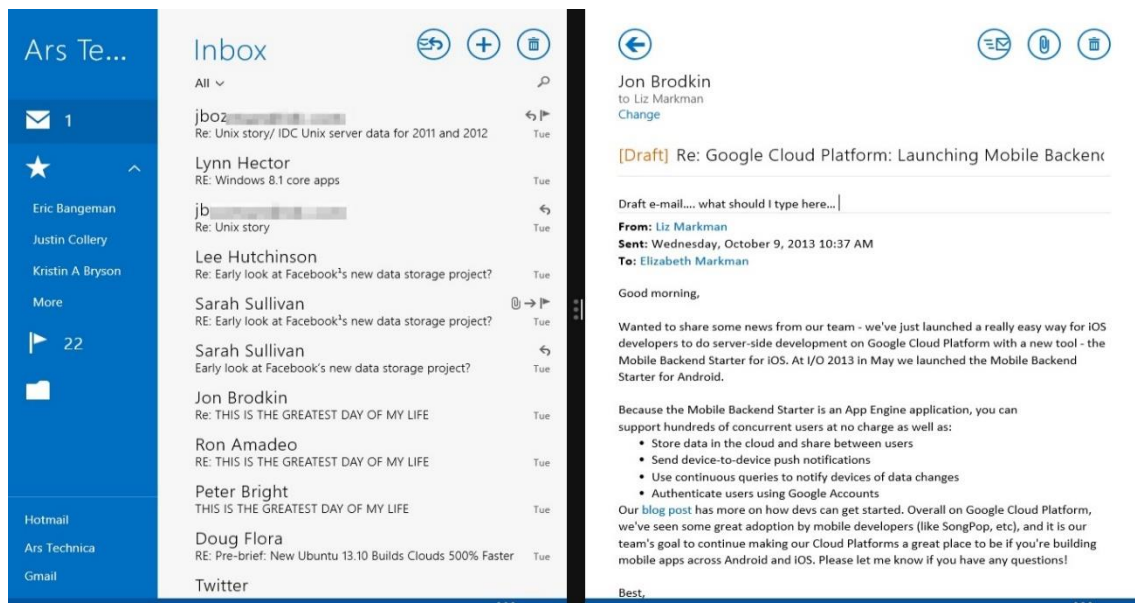 Ars Te...
1
Eric Bangeman
Justin Collery
Kristin A Bryson
More
22
Hotmail
Ars Technica
Gmail
Inbox
All
jboz
Re: Unix story/ IDC Unix server data for 2011 and 2012 Tue
Lynn Hector
RE: Windows 8.1 core apps Tue
jb
Re: Unix story Tue
Lee Hutchinson
Re: Early look at Facebook¹s new data storage project? Tue
Sarah Sullivan
RE: Early look at Facebook¹s new data storage project? Tue
Sarah Sullivan
Early look at Facebook's new data storage project? Tue
Jon Brodkin
Re: THIS IS THE GREATEST DAY OF MY LIFE Tue
Ron Amadeo
RE: THIS IS THE GREATEST DAY OF MY LIFE Tue
Peter Bright
THIS IS THE GREATEST DAY OF MY LIFE Tue
Doug Flora
RE: Pre-brief: New Ubuntu 13.10 Builds Clouds 500% Faster Tue
Twitter
Jon Brodkin
to Liz Markman
Change
[Draft] Re: Google Cloud Platform: Launching Mobile Backend
Draft e-mail.... what should I type here...
From: Liz Markman
Sent: Wednesday, October 9, 2013 10:37 AM
To: Elizabeth Markman
Good morning,
Wanted to share some news from our team - we've just launched a really easy way for iOS
developers to do server-side development on Google Cloud Platform with a new tool - the
Mobile Backend Starter for iOS. At I/O 2013 in May we launched the Mobile Backend
Starter for Android.
Because the Mobile Backend Starter is an App Engine application, you can
support hundreds of concurrent users at no charge as well as:
• Store data in the cloud and share between users
• Send device-to-device push notifications
• Use continuous queries to notify devices of data changes
• Authenticate users using Google Accounts
Our blog post has more on how devs can get started. Overall on Google Cloud Platform,
we've seen some great adoption by mobile developers (like SongPop, etc), and it is our
team's goal to continue making our Cloud Platforms a great place to be if you're building
mobile apps across Android and iOS. Please let me know if you have any questions!
Best,